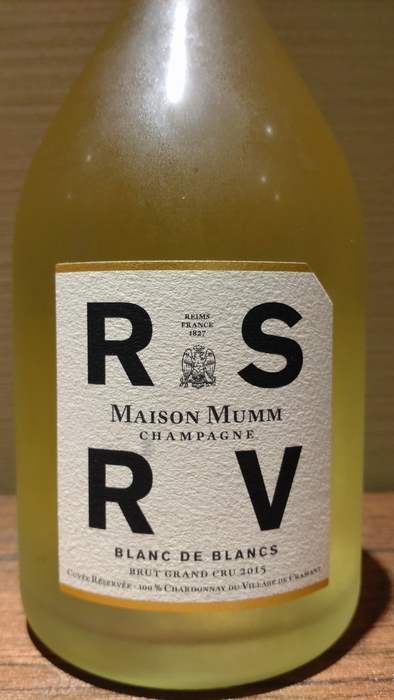 R S
REIMS
FRANCE
1827
MAISON MUMM
CHAMPAGNE
R V
BLANC DE BLANCS
BRUT GRAND CRU 2015
CUVÉE RÉSERVÉE - 100 % CHARDONNAY DU VILLAGE DE CRAMANT